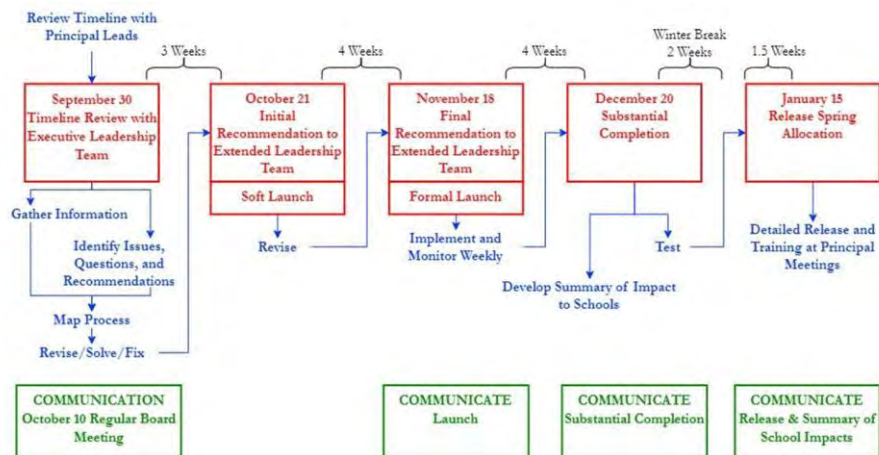 Review Timeline with
Principal Leads
3 Weeks
4 Weeks
4 Weeks
Winter Break
2 Weeks
1.5 Weeks
September 30
Timeline Review with
Executive Leadership
Team
October 21
Initial
Recommendation to
Extended Leadership
Team
Soft Launch
November 18
Final
Recommendation to
Extended Leadership
Team
Formal Launch
December 20
Substantial
Completion
January 15
Release Spring
Allocation
Gather Information
Identify Issues,
Questions, and
Recommendations
Map Process
Revise/Solve/Fix
Revise
Implement and
Monitor Weekly
Develop Summary of Impact
to Schools
Test
Detailed Release and
Training at Principal
Meetings
COMMUNICATION
October 10 Regular Board
Meeting
COMMUNICATE
Launch
COMMUNICATE
Substantial Completion
COMMUNICATE
Release & Summary of
School Impacts